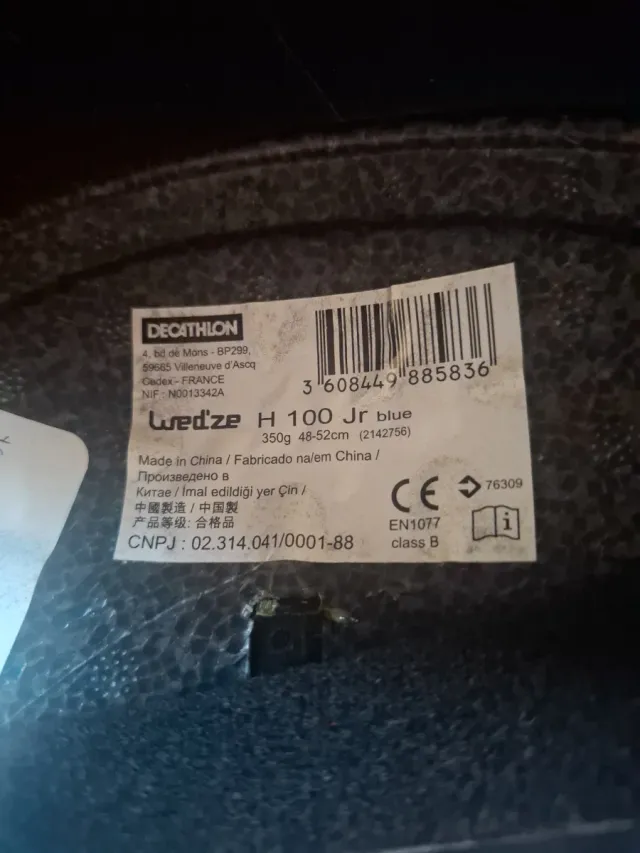 DECATHLON
4, bd de Mons - BP299,
59665 Villeneuve d'Ascq
Cedex - FRANCE
NIF : N0013342A
3 608449 885836
Wed'ze H 100 Jr blue
350g 48-52cm (2142756)
Made in China / Fabricado na/em China /
Произведено в
Китае / İmal edildiği yer Çin /
中國製造 / 中国製
产品等级: 合格品
CNPJ : 02.314.041/0001-88
CE
76309
EN1077
class B
i